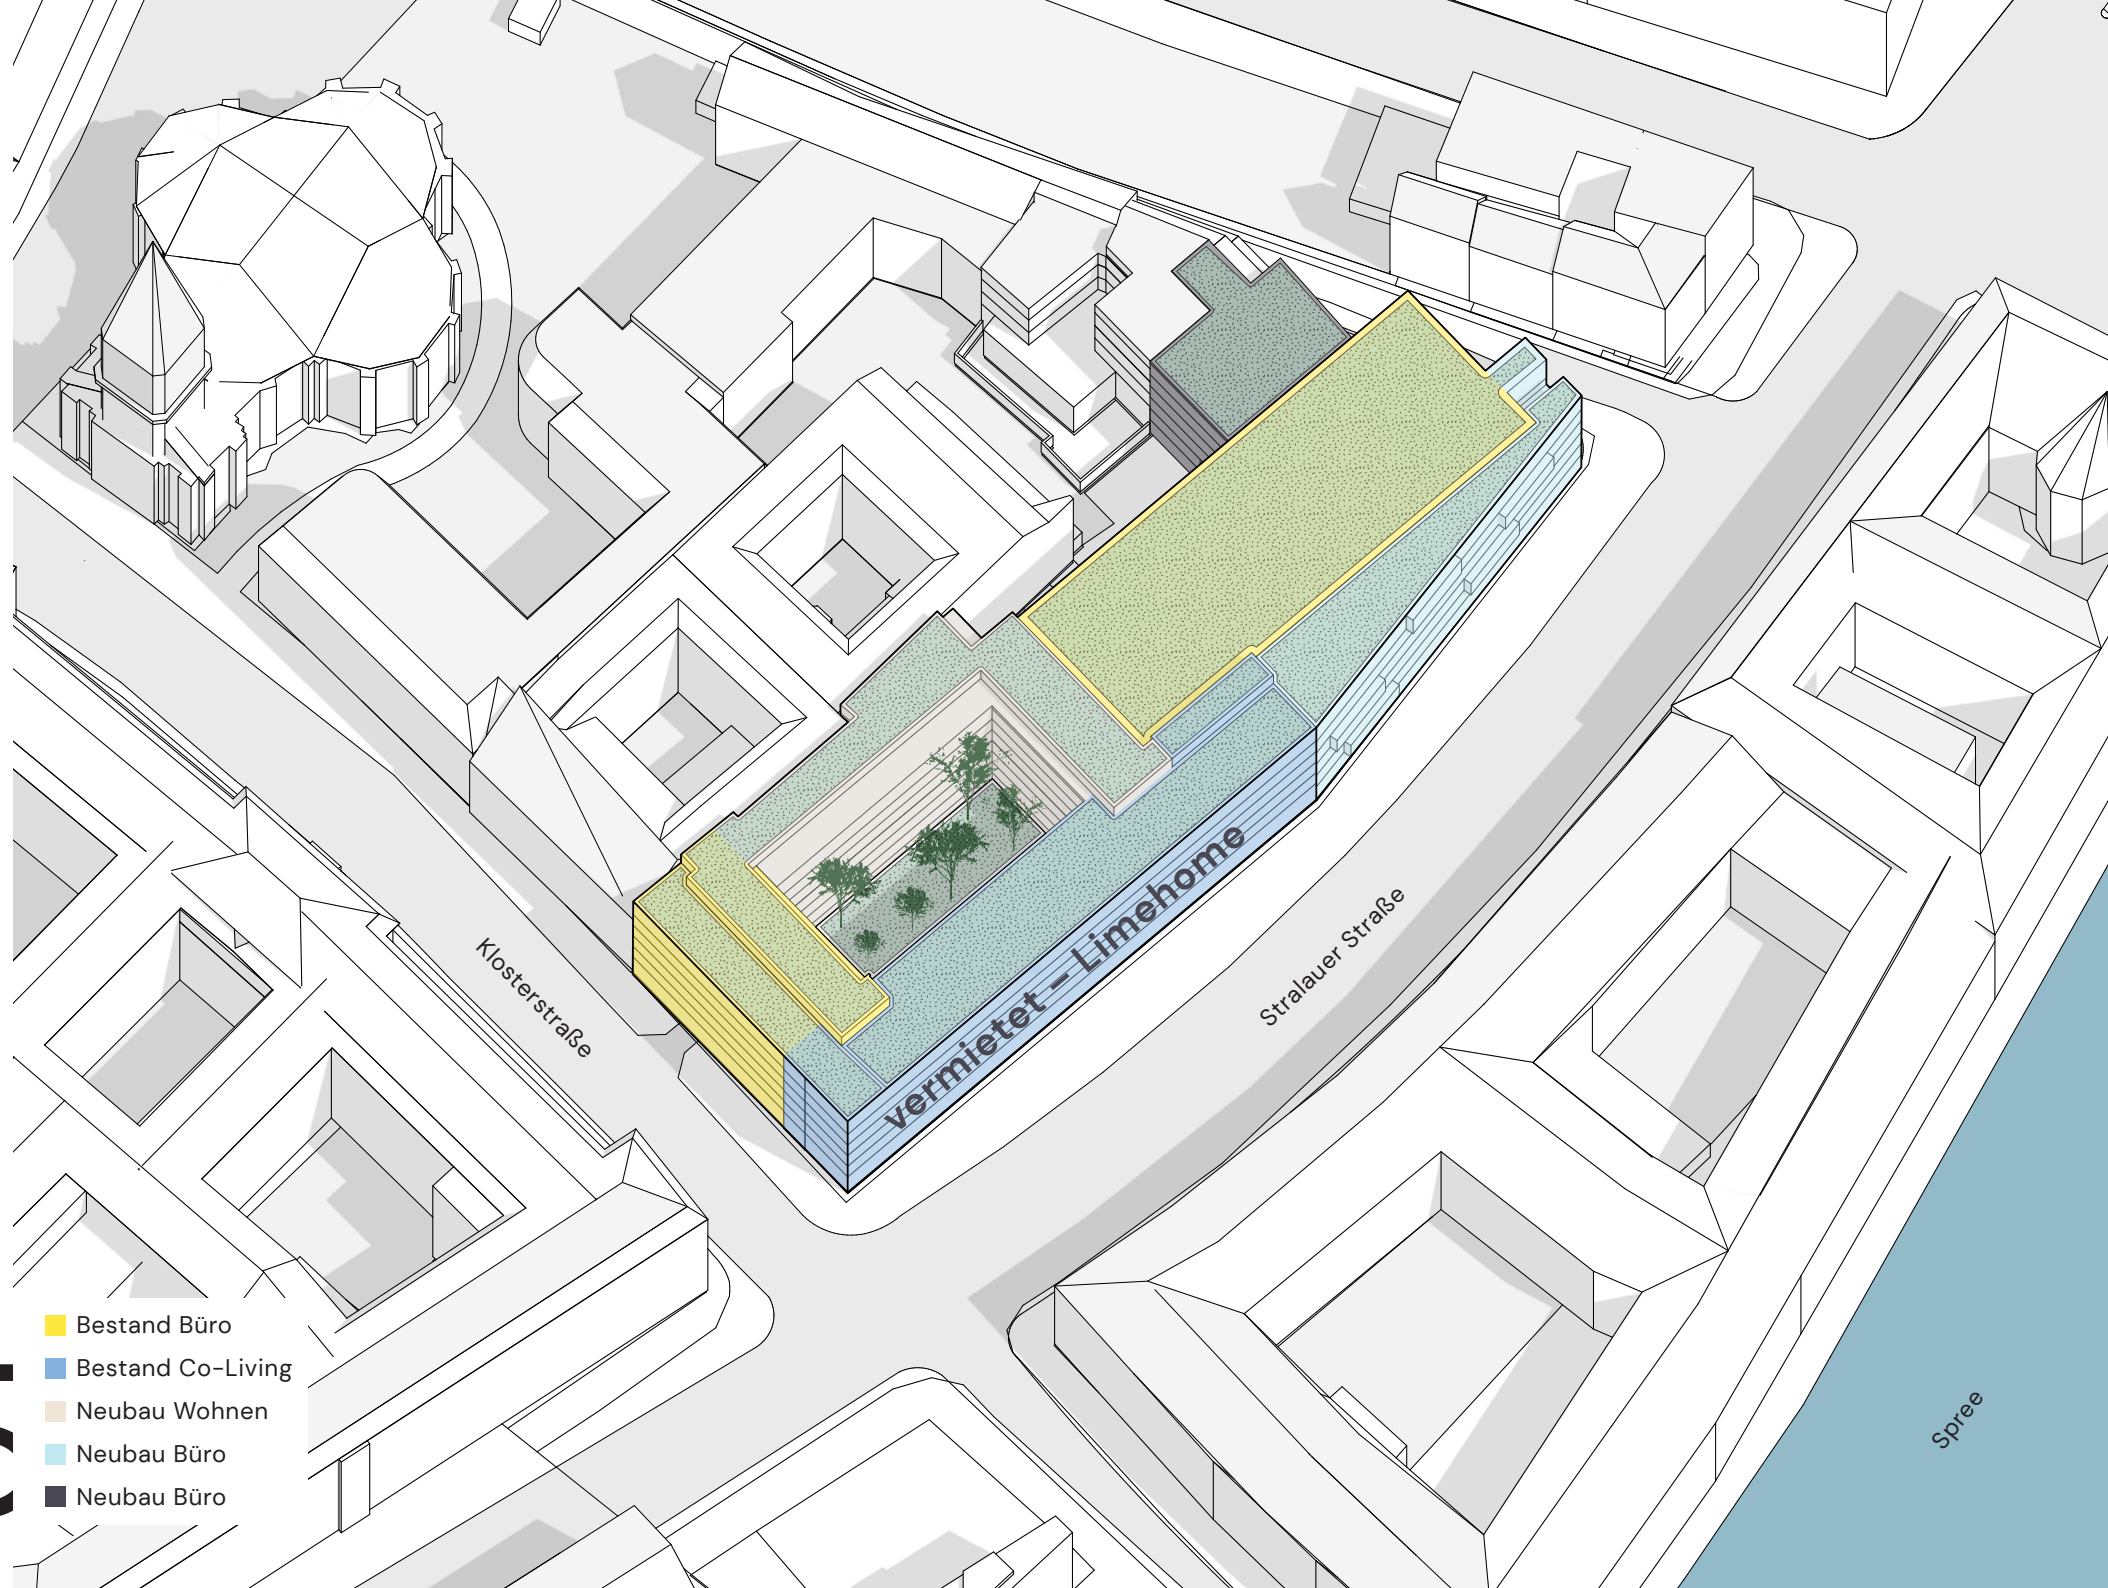 vermietet – Limehome
Klosterstraße
Stralauer Straße
Spree
Bestand Büro
Bestand Co-Living
Neubau Wohnen
Neubau Büro
Neubau Büro